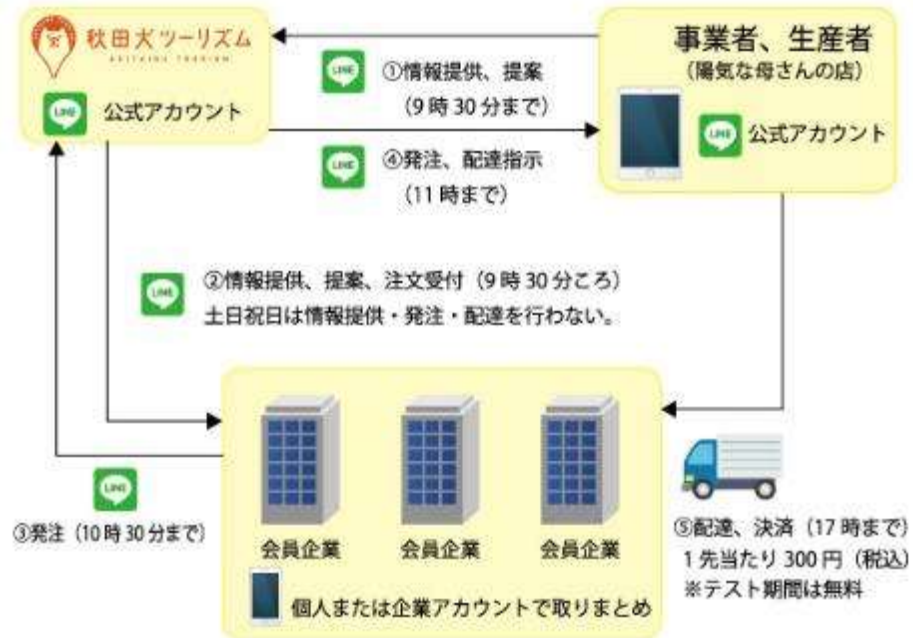 秋田犬ツーリズム
AKITAINU TOURISM
LINE 公式アカウント
事業者、生産者
(陽気な母さんの店)
LINE 公式アカウント
LINE ①情報提供、提案
(9時30分まで)
LINE ④発注、配達指示
(11時まで)
LINE ②情報提供、提案、注文受付(9時30分ころ)
土日祝日は情報提供・発注・配達を行わない。
LINE
③発注(10時30分まで)
会員企業 会員企業 会員企業
個人または企業アカウントで取りまとめ
⑤配達、決済(17時まで)
1先当たり300円(税込)
※テスト期間は無料